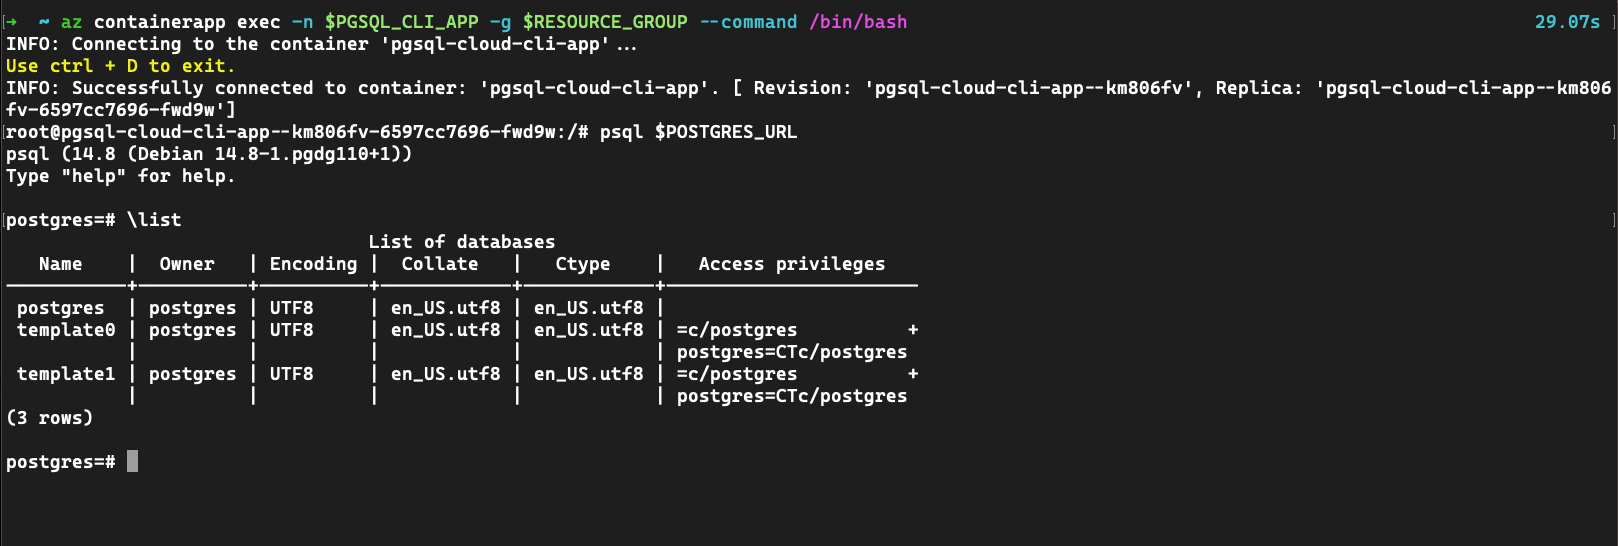 ➜  ~ az containerapp exec -n $PGSQL_CLI_APP -g $RESOURCE_GROUP --command /bin/bash 29.07s
INFO: Connecting to the container 'pgsql-cloud-cli-app'...
Use ctrl + D to exit.
INFO: Successfully connected to container: 'pgsql-cloud-cli-app'. [ Revision: 'pgsql-cloud-cli-app--km806fv', Replica: 'pgsql-cloud-cli-app--km806
fv-6597cc7696-fwd9w']
root@pgsql-cloud-cli-app--km806fv-6597cc7696-fwd9w:/# psql $POSTGRES_URL
psql (14.8 (Debian 14.8-1.pgdg110+1))
Type "help" for help.
postgres=# \list
                                 List of databases
   Name    |  Owner   | Encoding |  Collate   |   Ctype    |   Access privileges
-----------+----------+----------+------------+------------+-----------------------
 postgres  | postgres | UTF8     | en_US.utf8 | en_US.utf8 |
 template0 | postgres | UTF8     | en_US.utf8 | en_US.utf8 | =c/postgres          +
           |          |          |            |            | postgres=CTc/postgres
 template1 | postgres | UTF8     | en_US.utf8 | en_US.utf8 | =c/postgres          +
           |          |          |            |            | postgres=CTc/postgres
(3 rows)
postgres=#